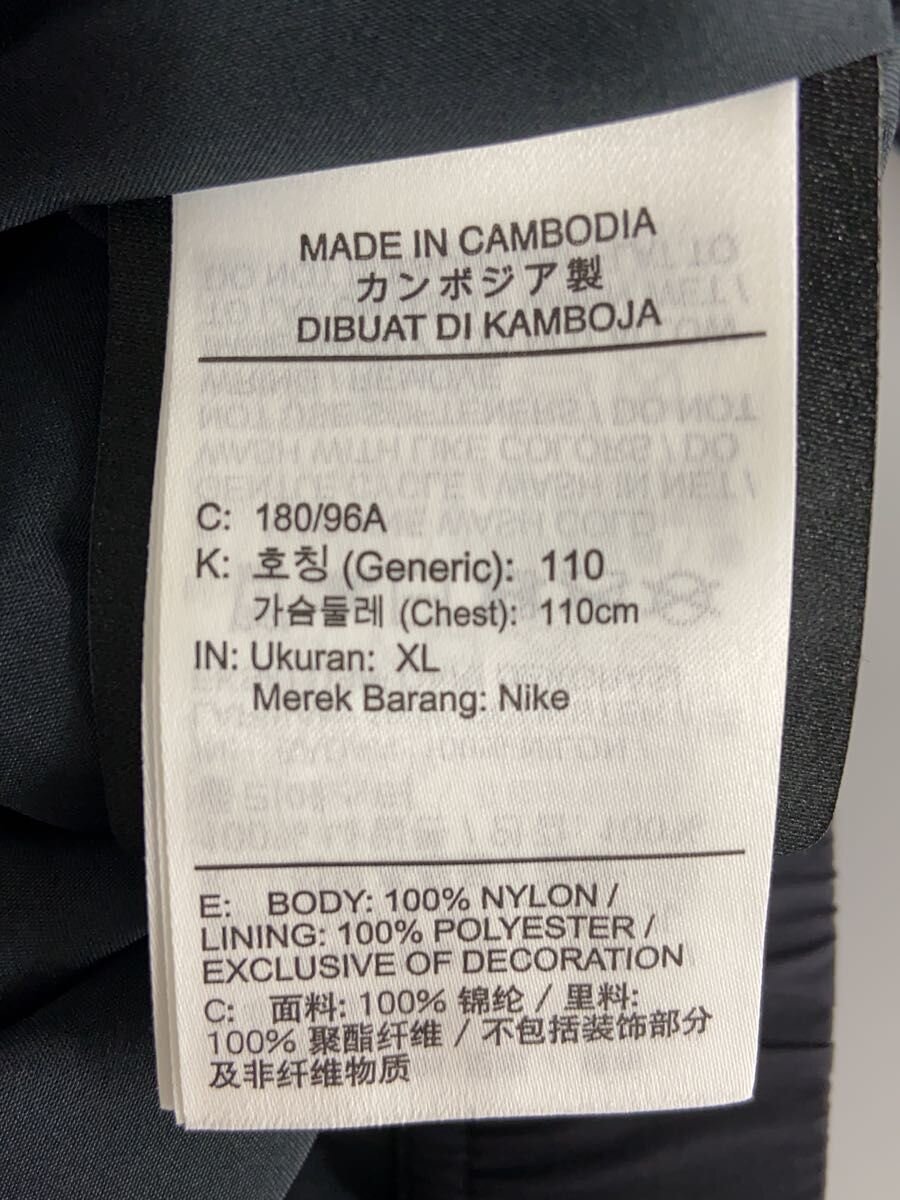 MADE IN CAMBODIA
カンボジア製
DIBUAT DI KAMBOJA
C: 180/96A
K: 호칭 (Generic): 110
가슴둘레 (Chest): 110cm
IN: Ukuran: XL
Merek Barang: Nike
E: BODY: 100% NYLON /
LINING: 100% POLYESTER /
EXCLUSIVE OF DECORATION
C: 面料: 100% 锦纶 / 里料:
100% 聚酯纤维 / 不包括装饰部分
及非纤维物质